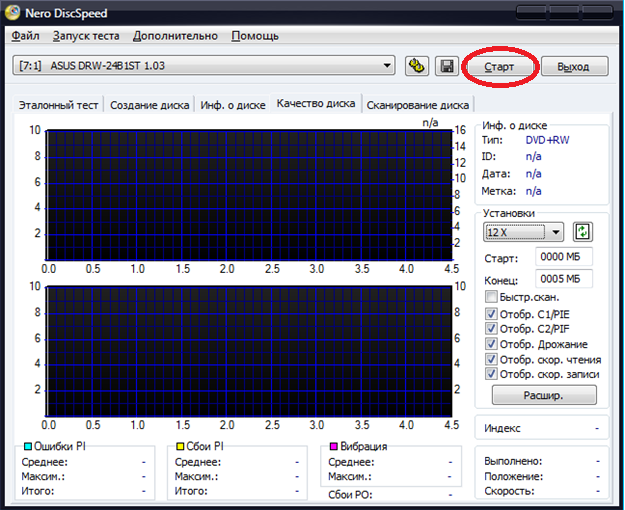 Nero DiscSpeed
Файл Запуск теста Дополнительно Помощь
[7:1] ASUS DRW-24B1ST 1.03
Старт
Выход
Эталонный тест Создание диска Инф. о диске Качество диска Сканирование диска
n/a
10 16
14
8 12
6 10
8
4 6
2 4
2
0.0 0.5 1.0 1.5 2.0 2.5 3.0 3.5 4.0 4.5
10 10
8 8
6 6
4 4
2 2
0.0 0.5 1.0 1.5 2.0 2.5 3.0 3.5 4.0 4.5
Инф. о диске
Тип: DVD+RW
ID: n/a
Дата: n/a
Метка: n/a
Установки
12 X
Старт: 0000 МБ
Конец: 0005 МБ
Быстр.скан.
Отобр. C1/PIE
Отобр. C2/PIF
Отобр. Дрожание
Отобр. скор. чтения
Отобр. скор. записи
Расшир.
Индекс -
Ошибки PI
Среднее: -
Максим.: -
Итого: -
Сбои PI
Среднее: -
Максим.: -
Итого: -
Вибрация
Среднее: -
Максим.: -
Сбои PO: -
Выполнено: -
Положение: -
Скорость: -